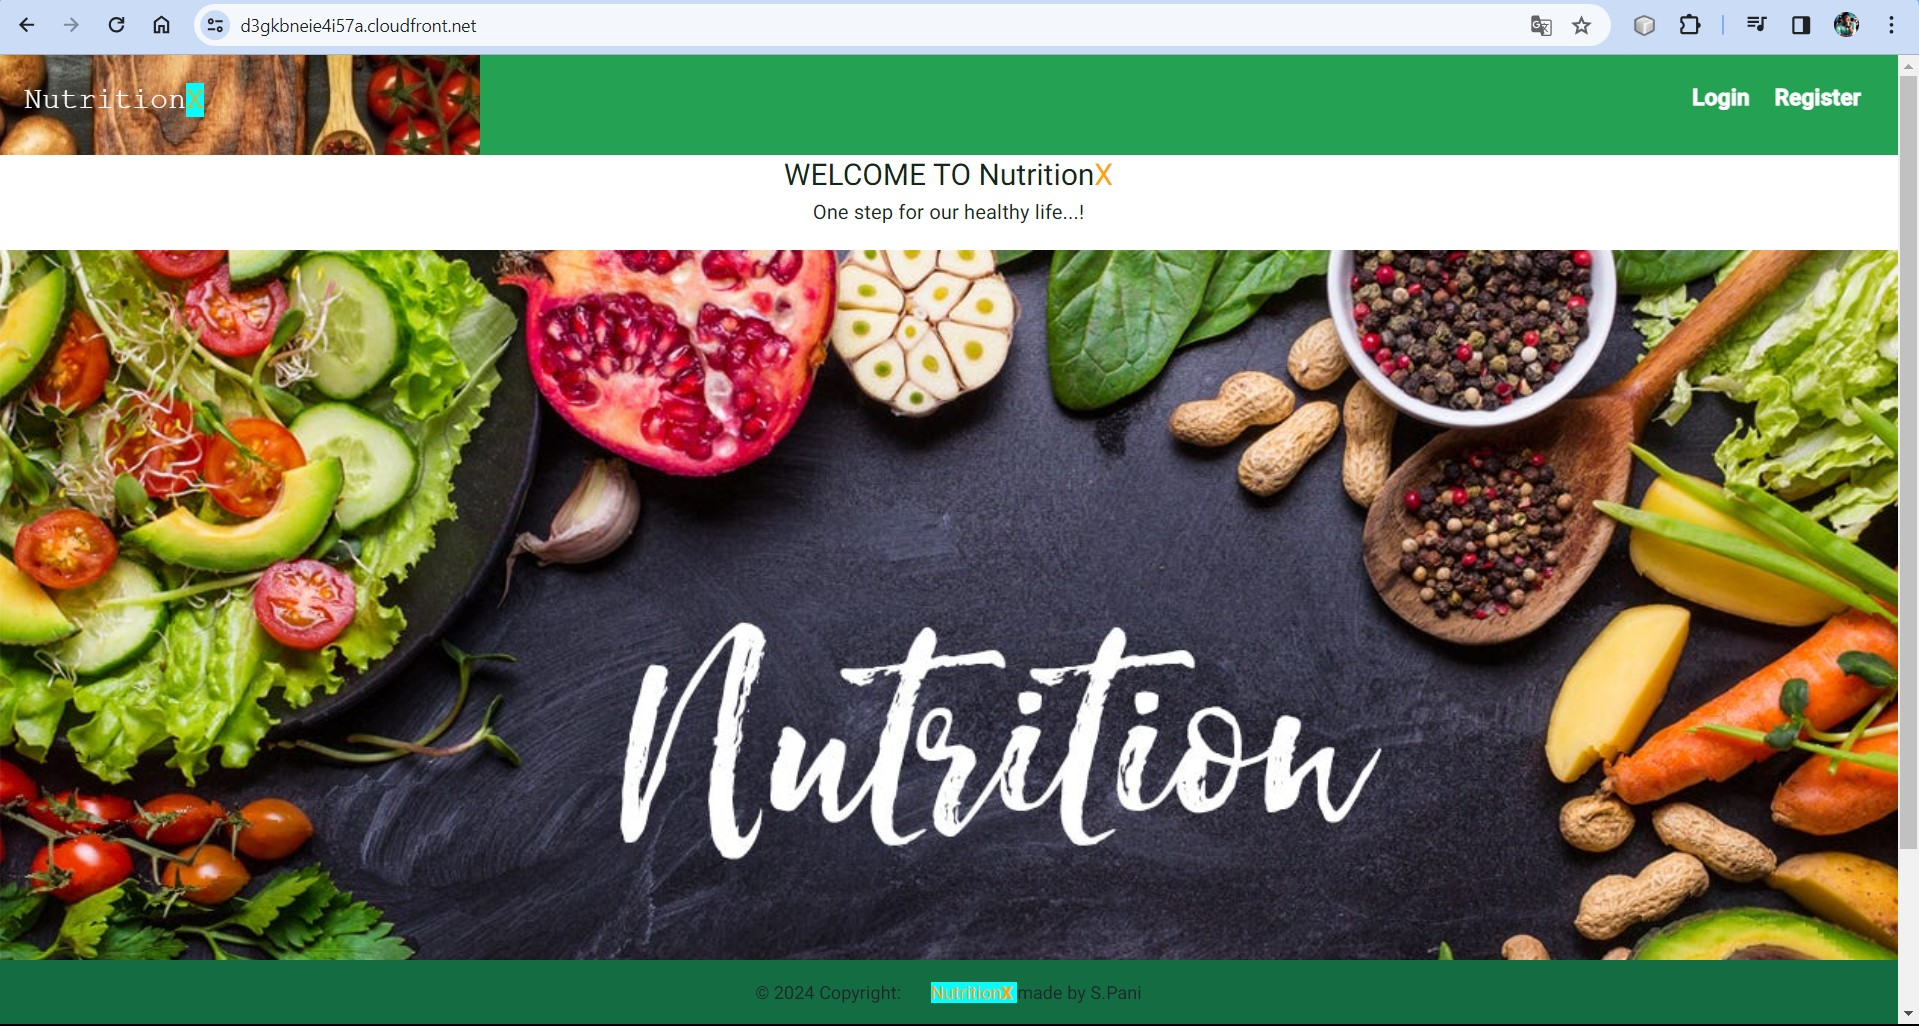 d3gkbneie4i57a.cloudfront.net
NutritionX
Login Register
WELCOME TO NutritionX
One step for our healthy life...!
Nutrition
© 2024 Copyright: NutritionX made by S.Pani